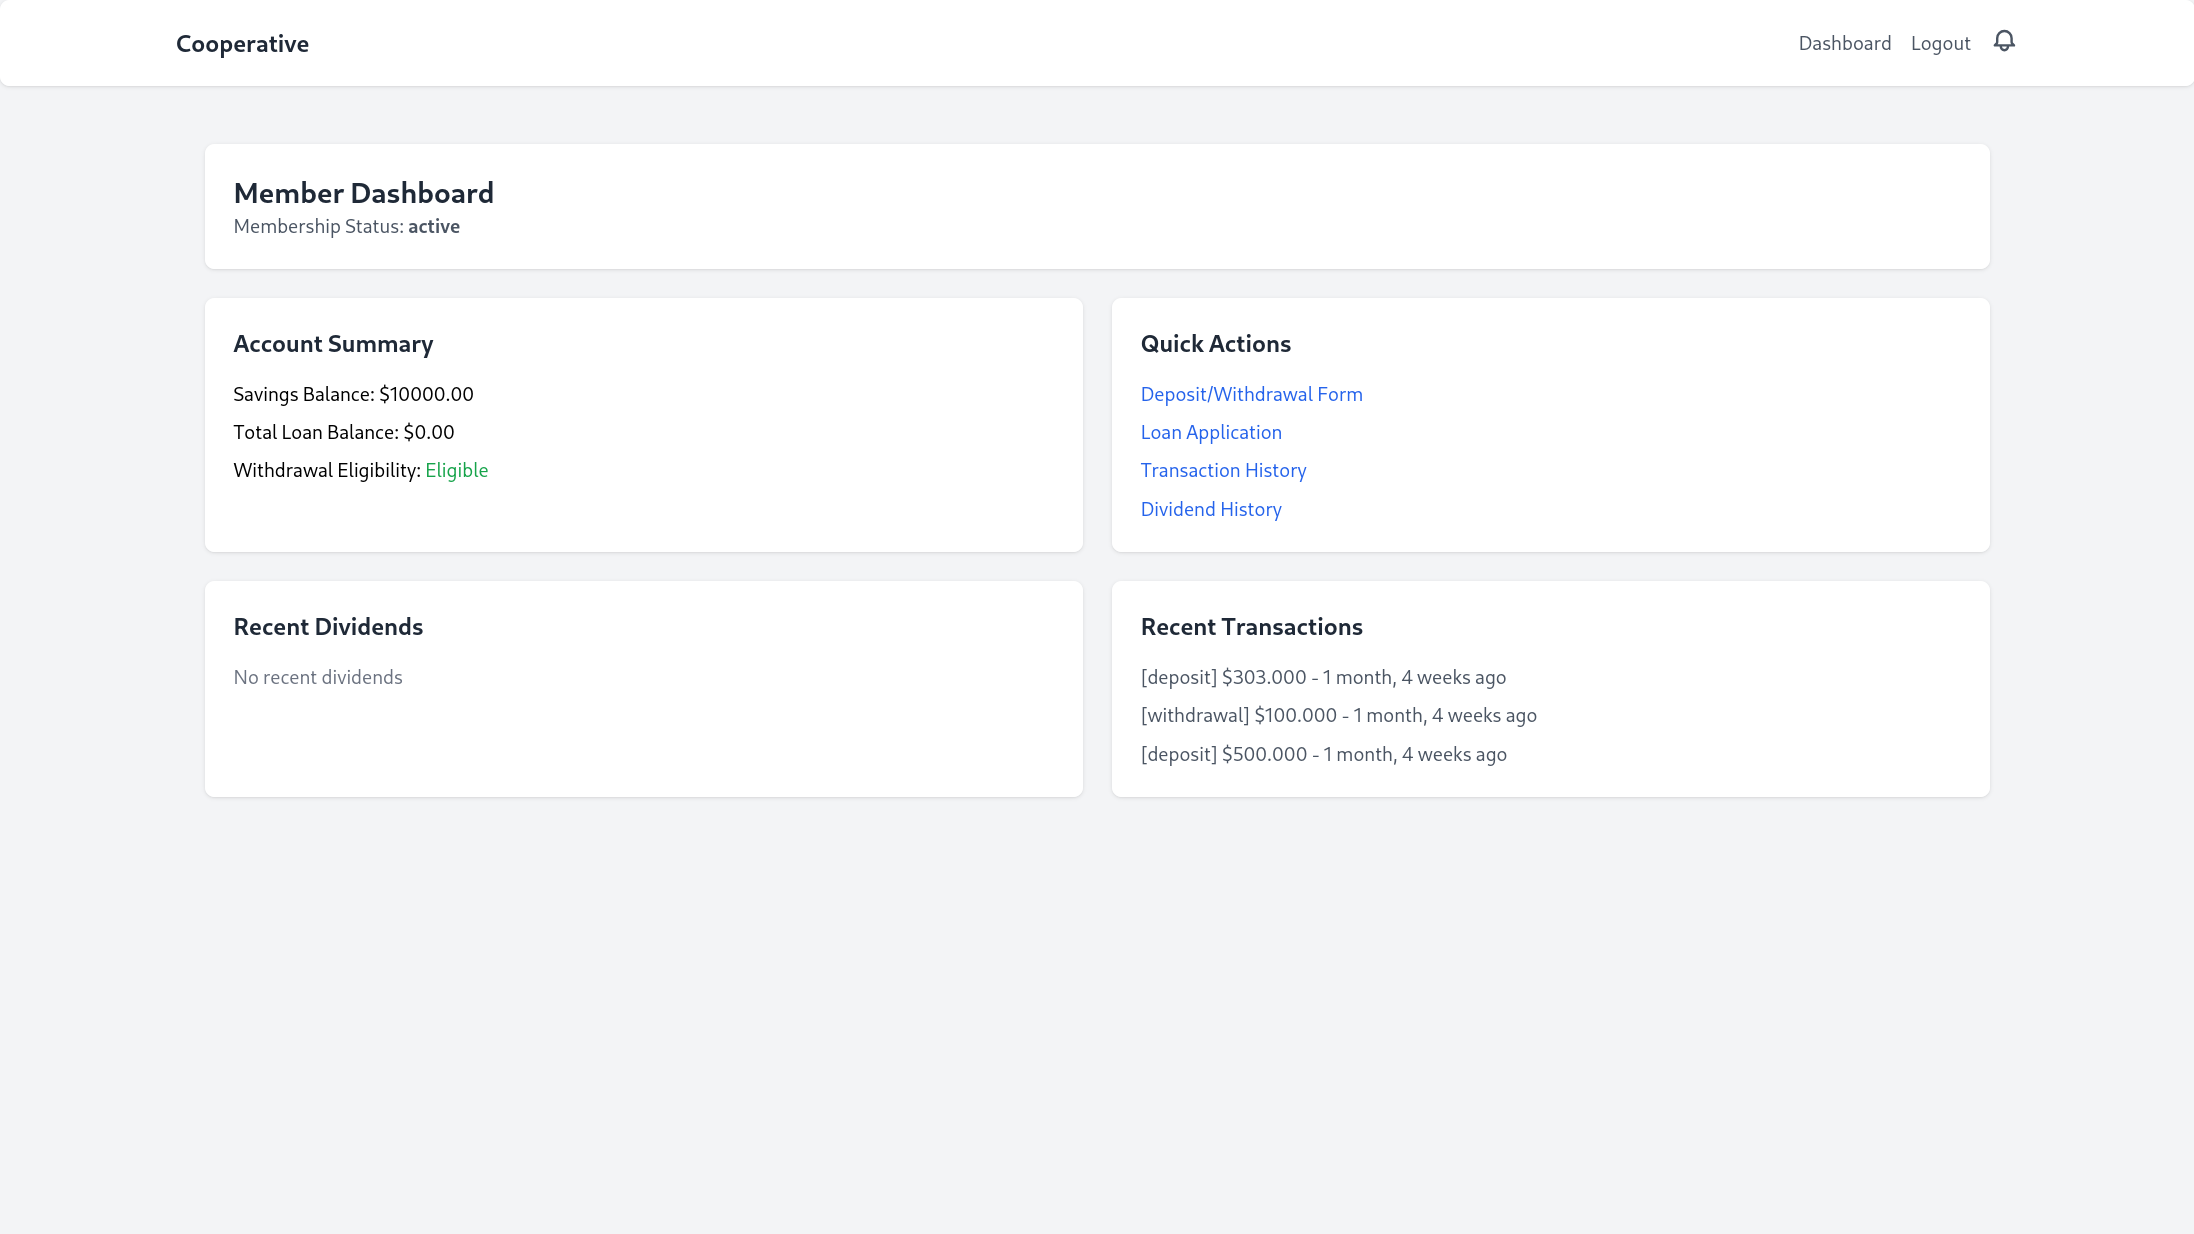 Cooperative
Dashboard Logout
Member Dashboard
Membership Status: active
Account Summary
Savings Balance: $10000.00
Total Loan Balance: $0.00
Withdrawal Eligibility: Eligible
Quick Actions
Deposit/Withdrawal Form
Loan Application
Transaction History
Dividend History
Recent Dividends
No recent dividends
Recent Transactions
[deposit] $303.000 - 1 month, 4 weeks ago
[withdrawal] $100.000 - 1 month, 4 weeks ago
[deposit] $500.000 - 1 month, 4 weeks ago